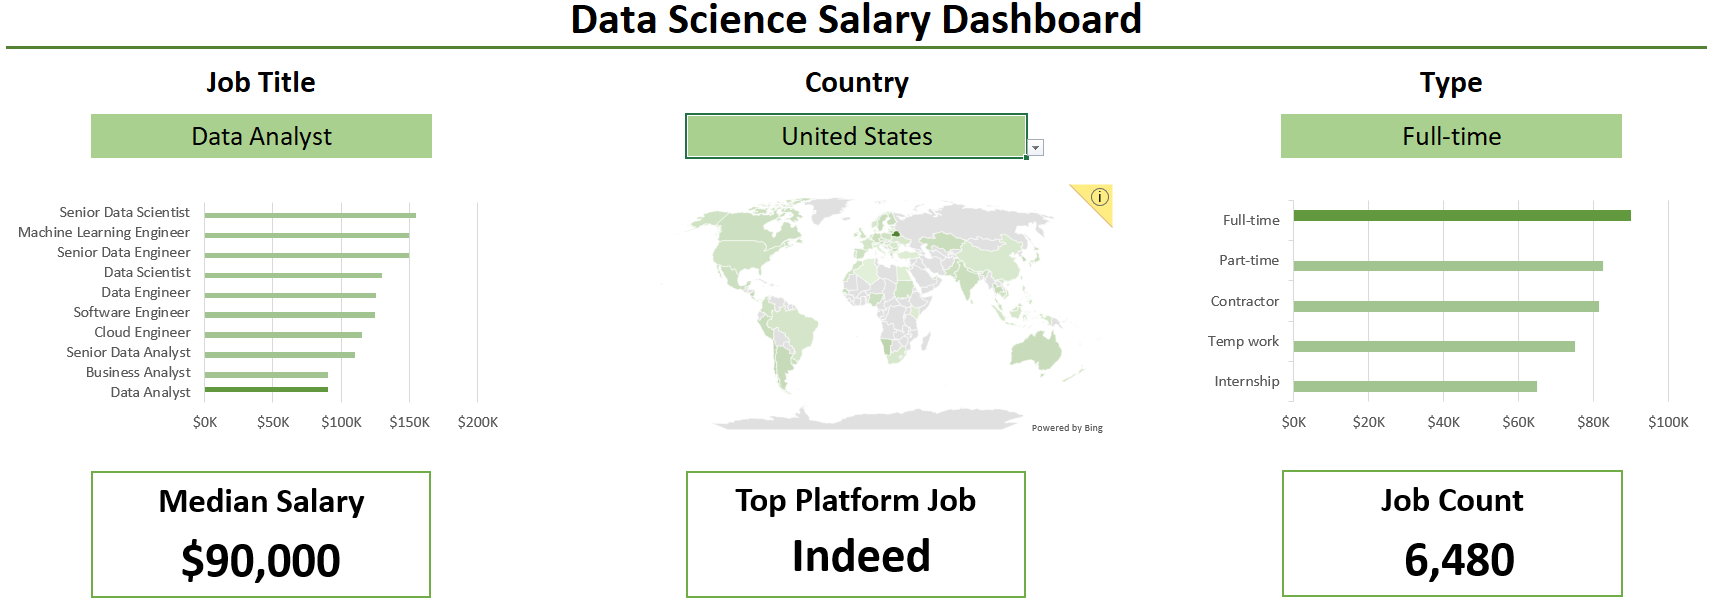 Data Science Salary Dashboard
Job Title
Data Analyst
Senior Data Scientist
Machine Learning Engineer
Senior Data Engineer
Data Scientist
Data Engineer
Software Engineer
Cloud Engineer
Senior Data Analyst
Business Analyst
Data Analyst
$0K $50K $100K $150K $200K
Country
United States
Powered by Bing
Type
Full-time
Full-time
Part-time
Contractor
Temp work
Internship
$0K $20K $40K $60K $80K $100K
Median Salary
$90,000
Top Platform Job
Indeed
Job Count
6,480